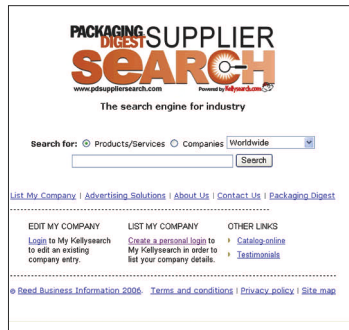 PACKAGING DIGEST SUPPLIER
SEARCH
www.pdsuppliersearch.com Powered by Kellysearch.com
The search engine for industry
Search for: Products/Services Companies Worldwide
Search
List My Company | Advertising Solutions | About Us | Contact Us | Packaging Digest
EDIT MY COMPANY
Login to My Kellysearch
to edit an existing
company entry.
LIST MY COMPANY
Create a personal login to
My Kellysearch in order to
list your company details.
OTHER LINKS
Catalog-online
Testimonials
© Reed Business Information 2006. Terms and conditions | Privacy policy | Site map